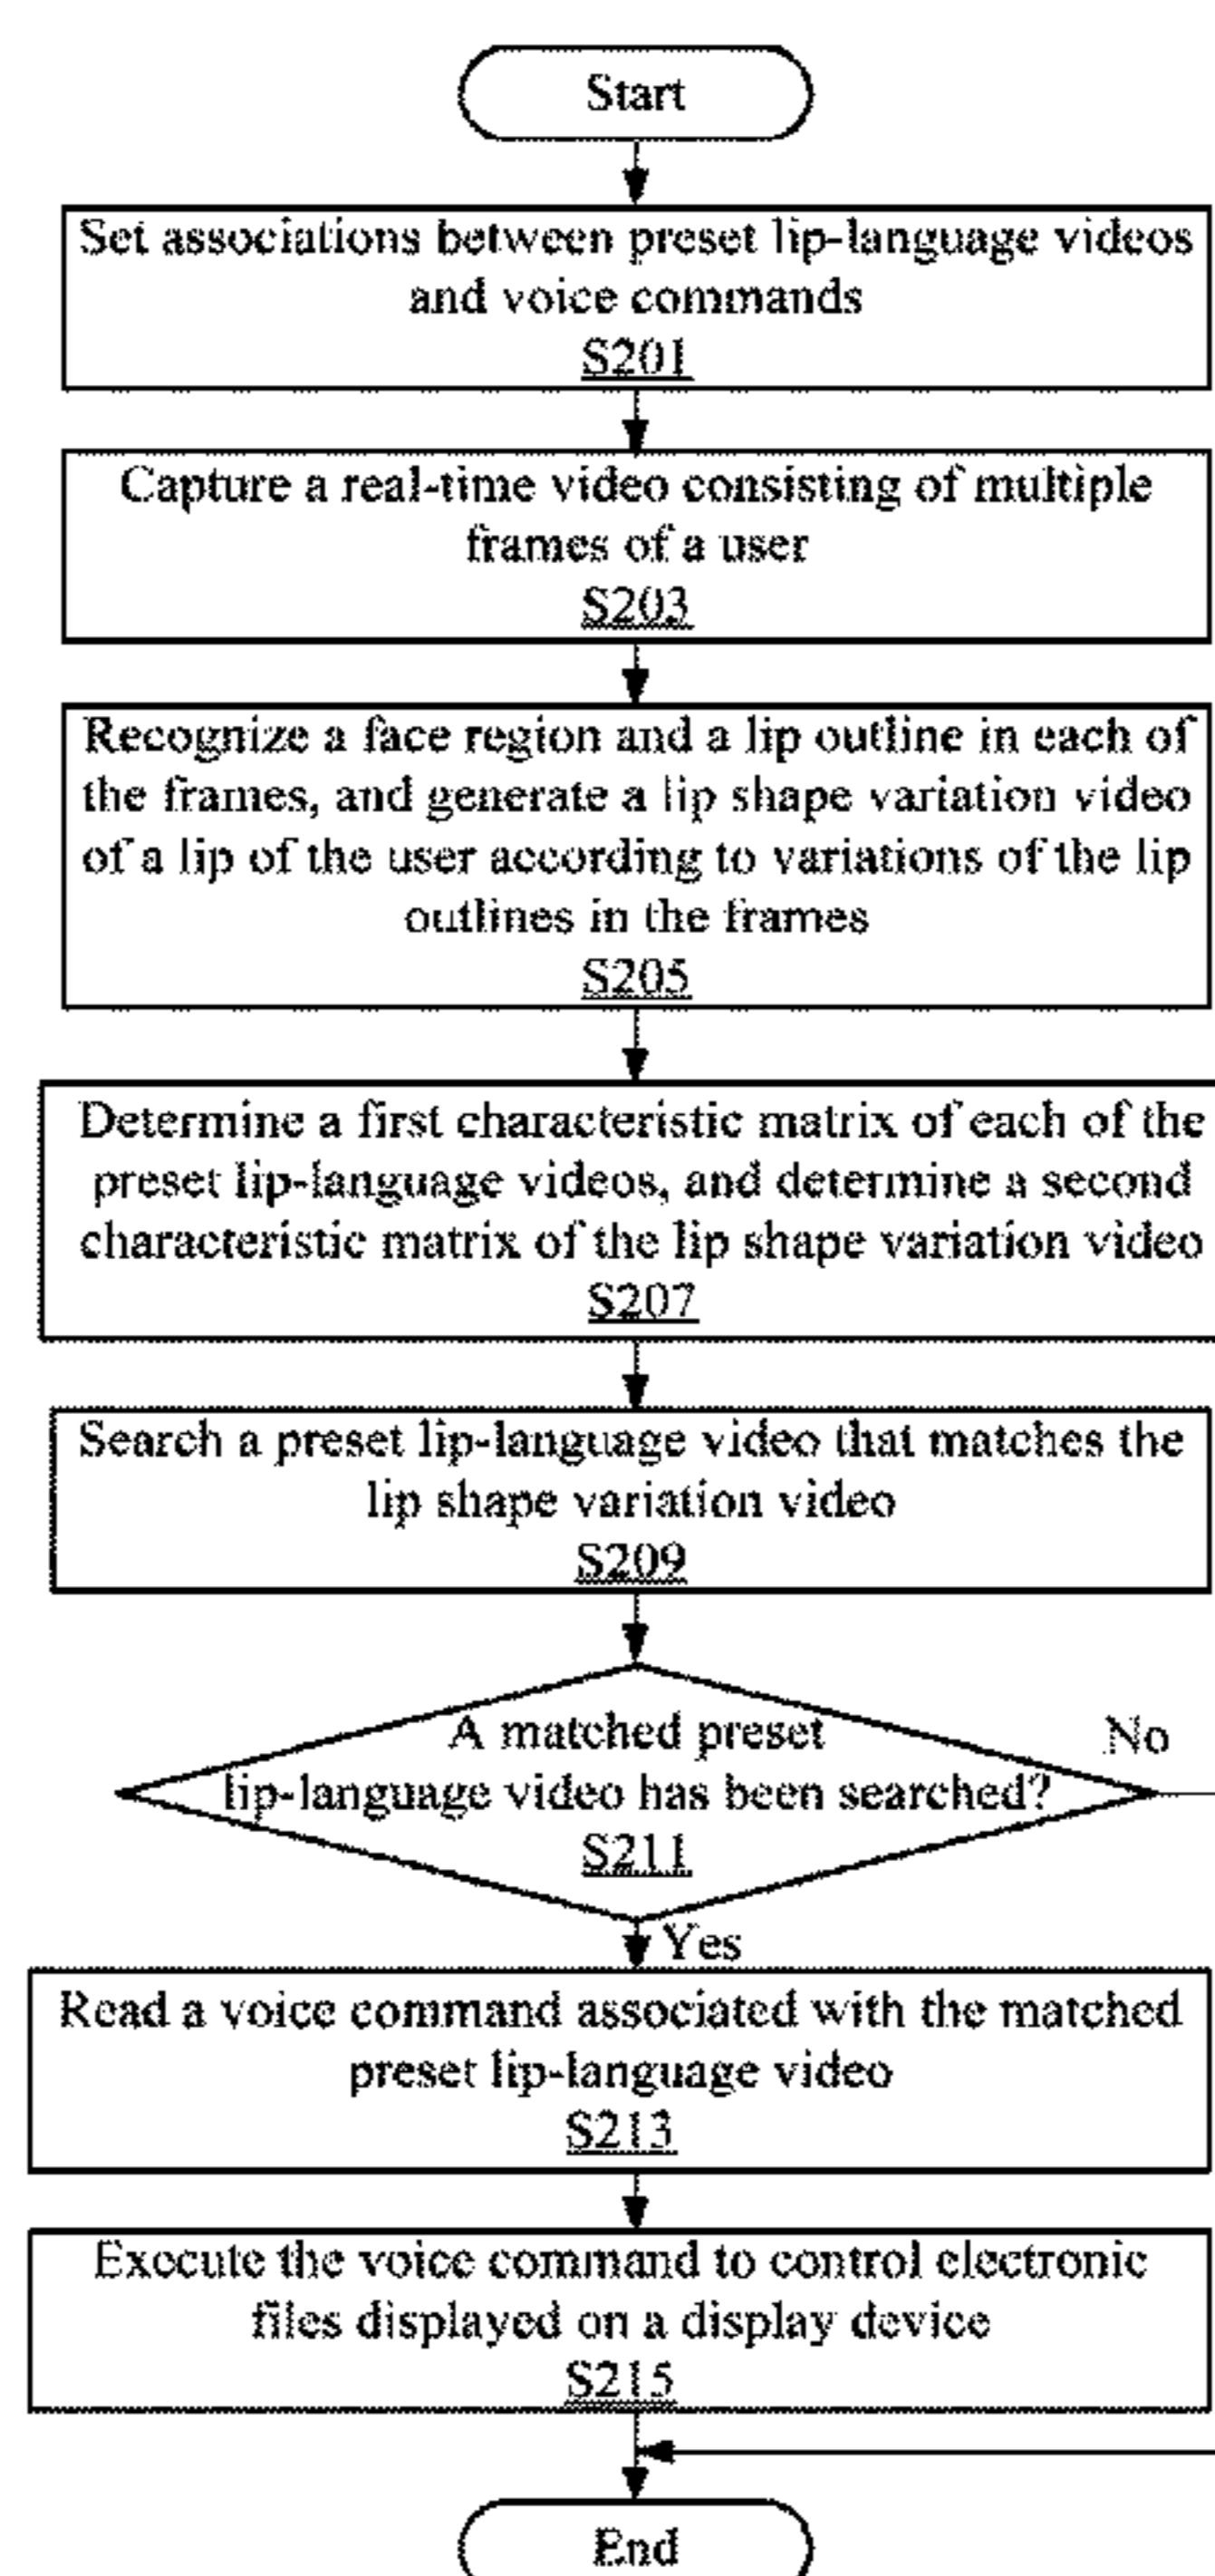 Start
Set associations between preset lip-language videos
and voice commands
S201
Capture a real-time video consisting of multiple
frames of a user
S203
Recognize a face region and a lip outline in each of
the frames, and generate a lip shape variation video
of a lip of the user according to variations of the lip
outlines in the frames
S205
Determine a first characteristic matrix of each of the
preset lip-language videos, and determine a second
characteristic matrix of the lip shape variation video
S207
Search a preset lip-language video that matches the
lip shape variation video
S209
A matched preset
lip-language video has been searched?
S211
No
Yes
Read a voice command associated with the matched
preset lip-language video
S213
Execute the voice command to control electronic
files displayed on a display device
S215
End